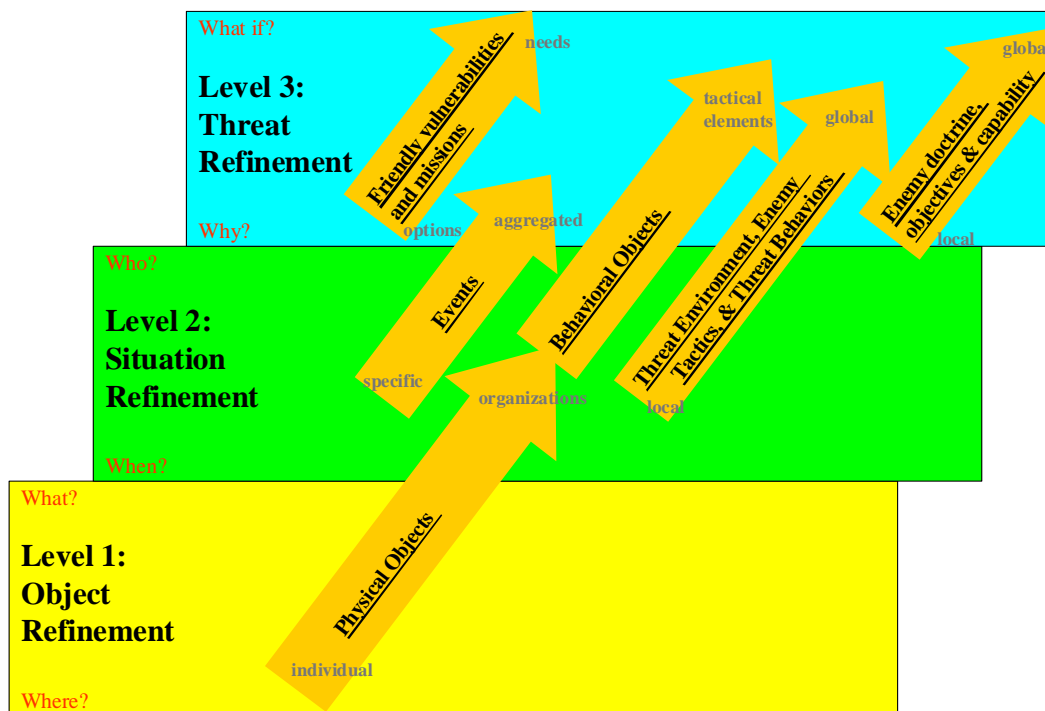 What if?
Level 3:
Threat
Refinement
Why?
needs
Friendly vulnerabilities
and missions
options
tactical
elements
global
global
Enemy doctrine,
objectives & capability
local
Who?
Level 2:
Situation
Refinement
When?
aggregated
Events
specific
Behavioral Objects
organizations
Threat Environment, Enemy
Tactics, & Threat Behaviors
local
What?
Level 1:
Object
Refinement
Where?
Physical Objects
individual